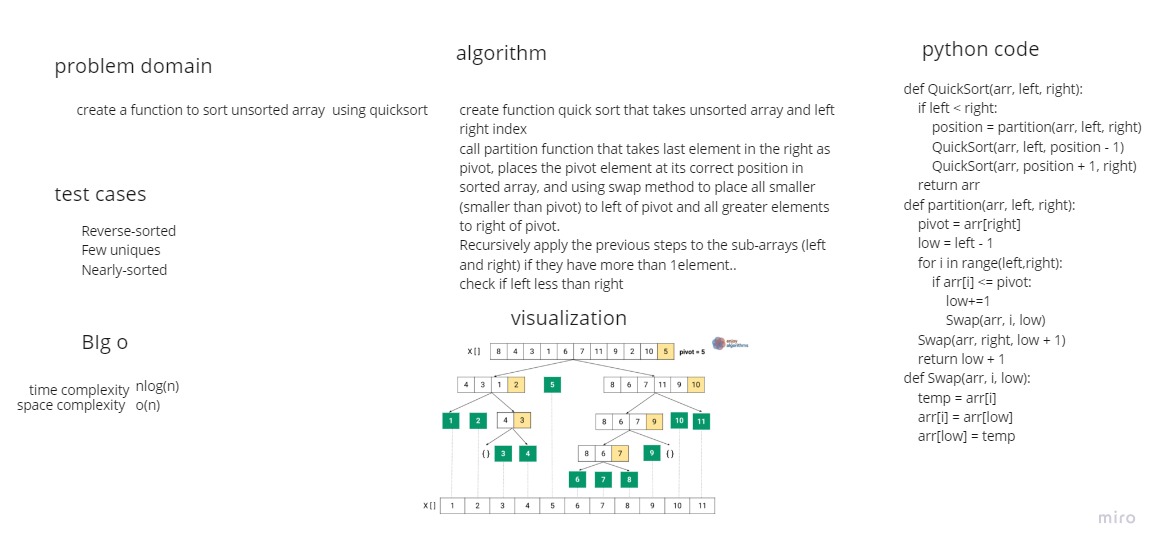 problem domain
create a function to sort unsorted array  using quicksort
test cases
Reverse-sorted
Few uniques
Nearly-sorted
BIg o
time complexity nlog(n)
space complexity o(n)
algorithm
create function quick sort that takes unsorted array and left
right index
call partition function that takes last element in the right as
pivot, places the pivot element at its correct position in
sorted array, and using swap method to place all smaller
(smaller than pivot) to left of pivot and all greater elements
to right of pivot.
Recursively apply the previous steps to the sub-arrays (left
and right) if they have more than 1element..
check if left less than right
visualization
enjoy
algorithms
X [ ] 8 4 3 1 6 7 11 9 2 10 5 pivot = 5
4 3 1 2 5 8 6 7 11 9 10
1 2 4 3 8 6 7 9 10 11
{ } 3 4 8 6 7 9 { }
6 7 8
X [ ] 1 2 3 4 5 6 7 8 9 10 11
python code
def QuickSort(arr, left, right):
if left < right:
position = partition(arr, left, right)
QuickSort(arr, left, position - 1)
QuickSort(arr, position + 1, right)
return arr
def partition(arr, left, right):
pivot = arr[right]
low = left - 1
for i in range(left,right):
if arr[i] <= pivot:
low+=1
Swap(arr, i, low)
Swap(arr, right, low + 1)
return low + 1
def Swap(arr, i, low):
temp = arr[i]
arr[i] = arr[low]
arr[low] = temp
miro